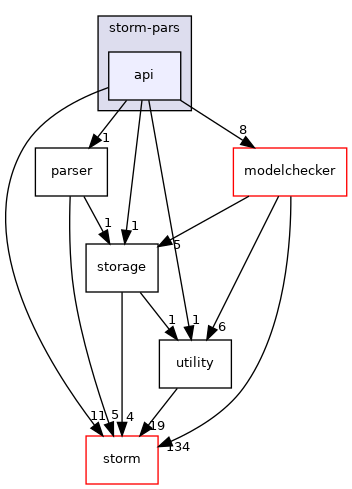 storm-pars
api
8
1
parser
modelchecker
1
1
5
storage
1
1
6
utility
11
5
4
19
134
storm